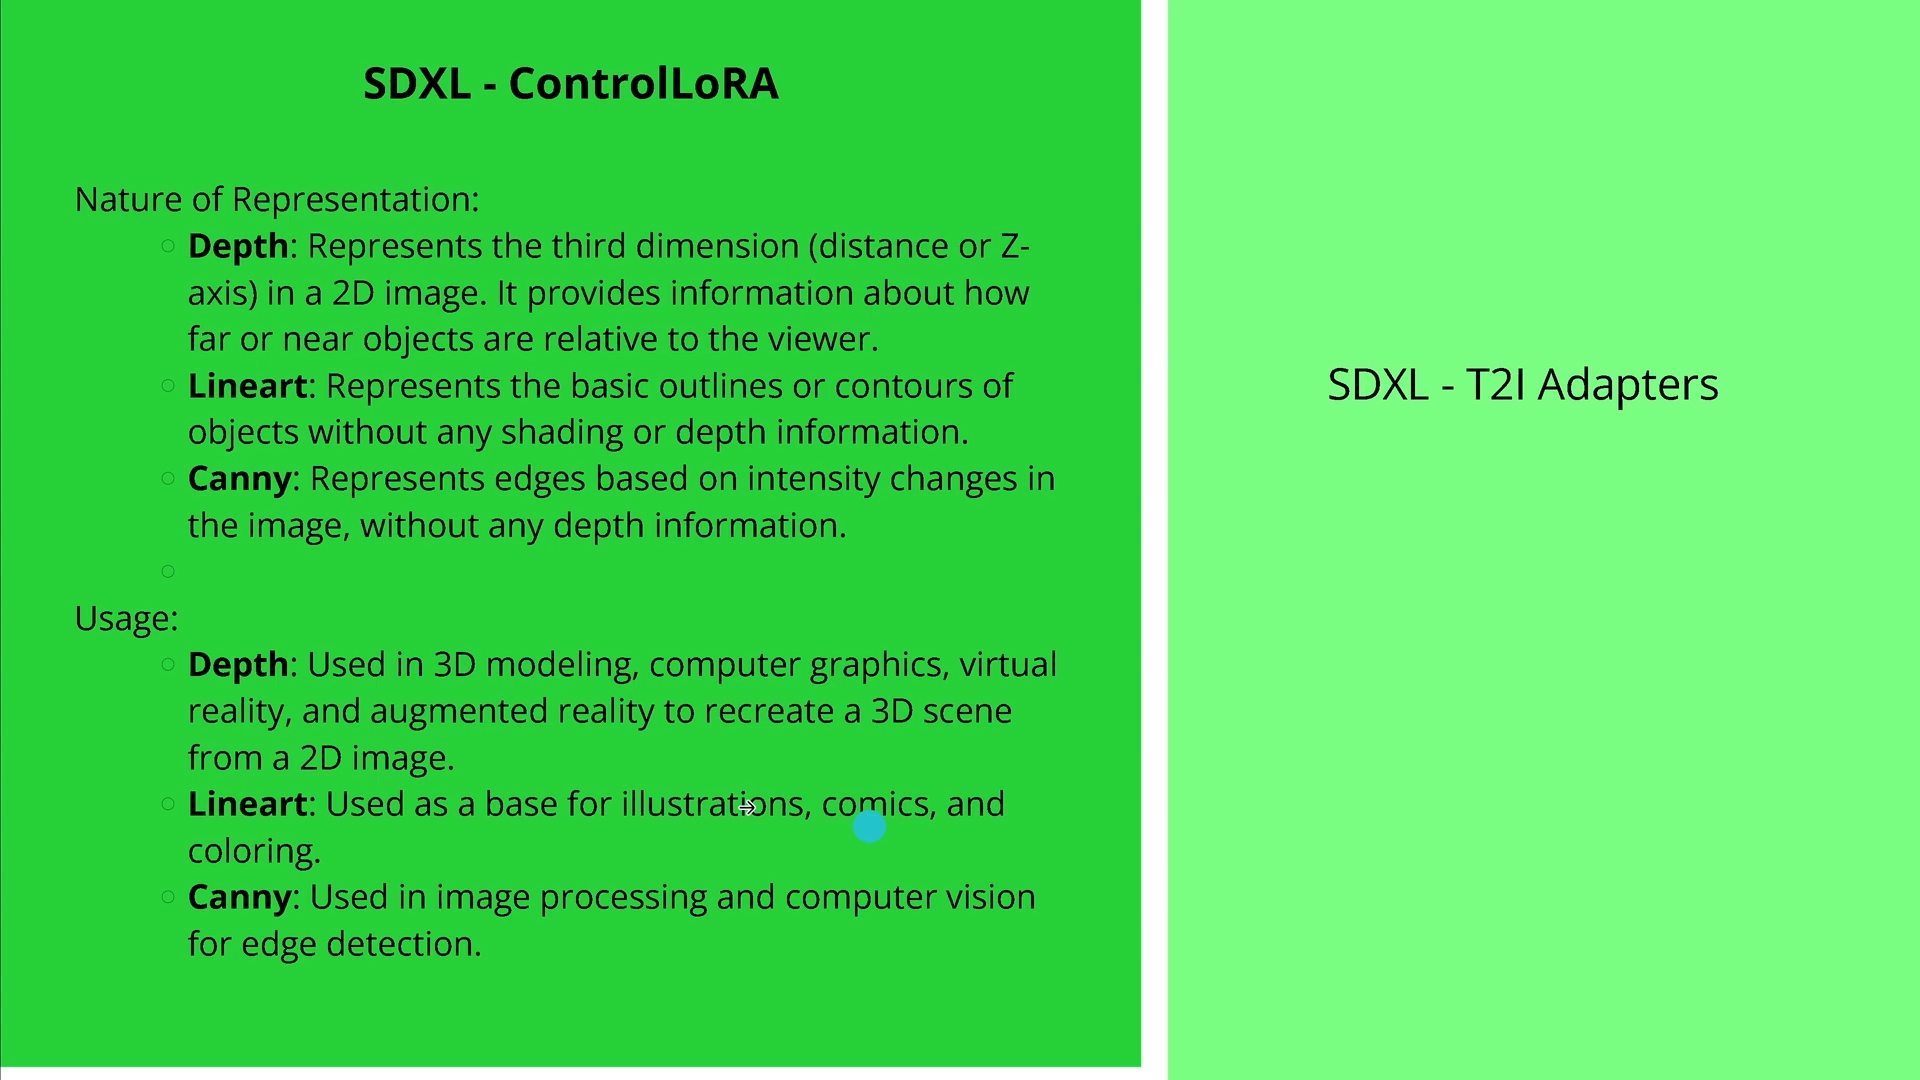 SDXL - ControlLoRA
Nature of Representation:
Depth: Represents the third dimension (distance or Z-
axis) in a 2D image. It provides information about how
far or near objects are relative to the viewer.
Lineart: Represents the basic outlines or contours of
objects without any shading or depth information.
Canny: Represents edges based on intensity changes in
the image, without any depth information.
Usage:
Depth: Used in 3D modeling, computer graphics, virtual
reality, and augmented reality to recreate a 3D scene
from a 2D image.
Lineart: Used as a base for illustrations, comics, and
coloring.
Canny: Used in image processing and computer vision
for edge detection.
SDXL - T2I Adapters